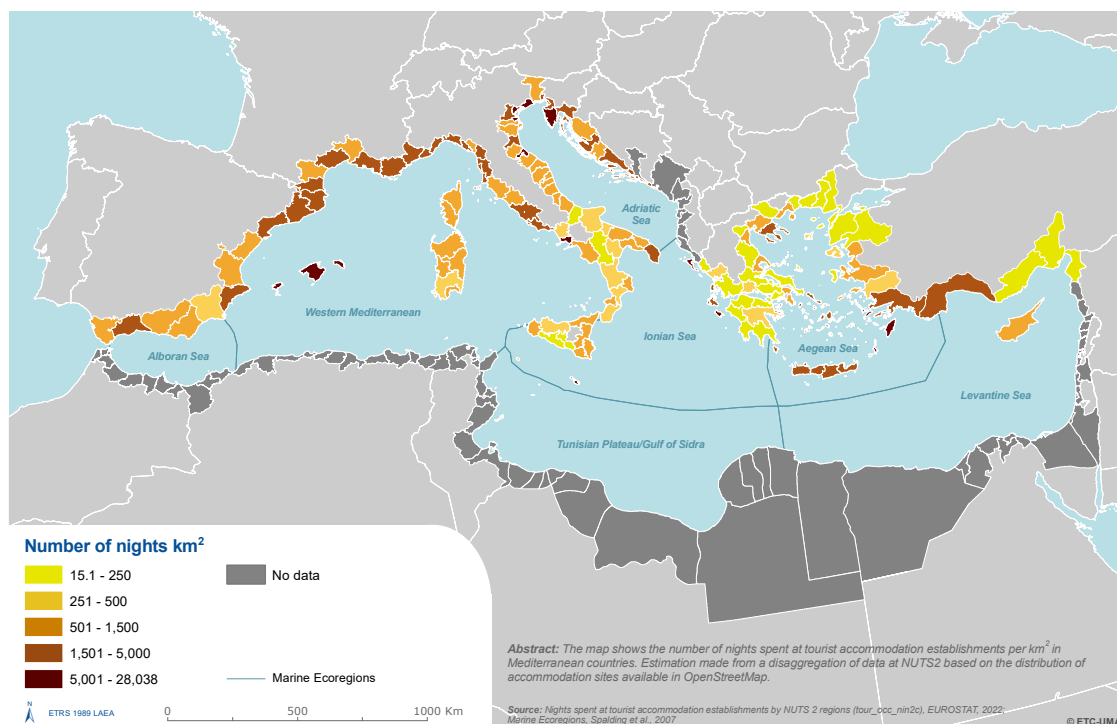 Adriatic
Sea
Western Mediterranean
Ionian Sea
Alboran Sea
Aegean Sea
Levantine Sea
Tunisian Plateau/Gulf of Sidra
Number of nights km²
15.1 - 250
No data
251 - 500
501 - 1,500
1,501 - 5,000
5,001 - 28,038
Marine Ecoregions
N
ETRS 1989 LAEA
0
500
1000 Km
Abstract: The map shows the number of nights spent at tourist accommodation establishments per km² in
Mediterranean countries. Estimation made from a disaggregation of data at NUTS2 based on the distribution of
accommodation sites available in OpenStreetMap.
Source: Nights spent at tourist accommodation establishments by NUTS 2 regions (tour_occ_nin2c), EUROSTAT, 2022;
Marine Ecoregions, Spalding et al., 2007